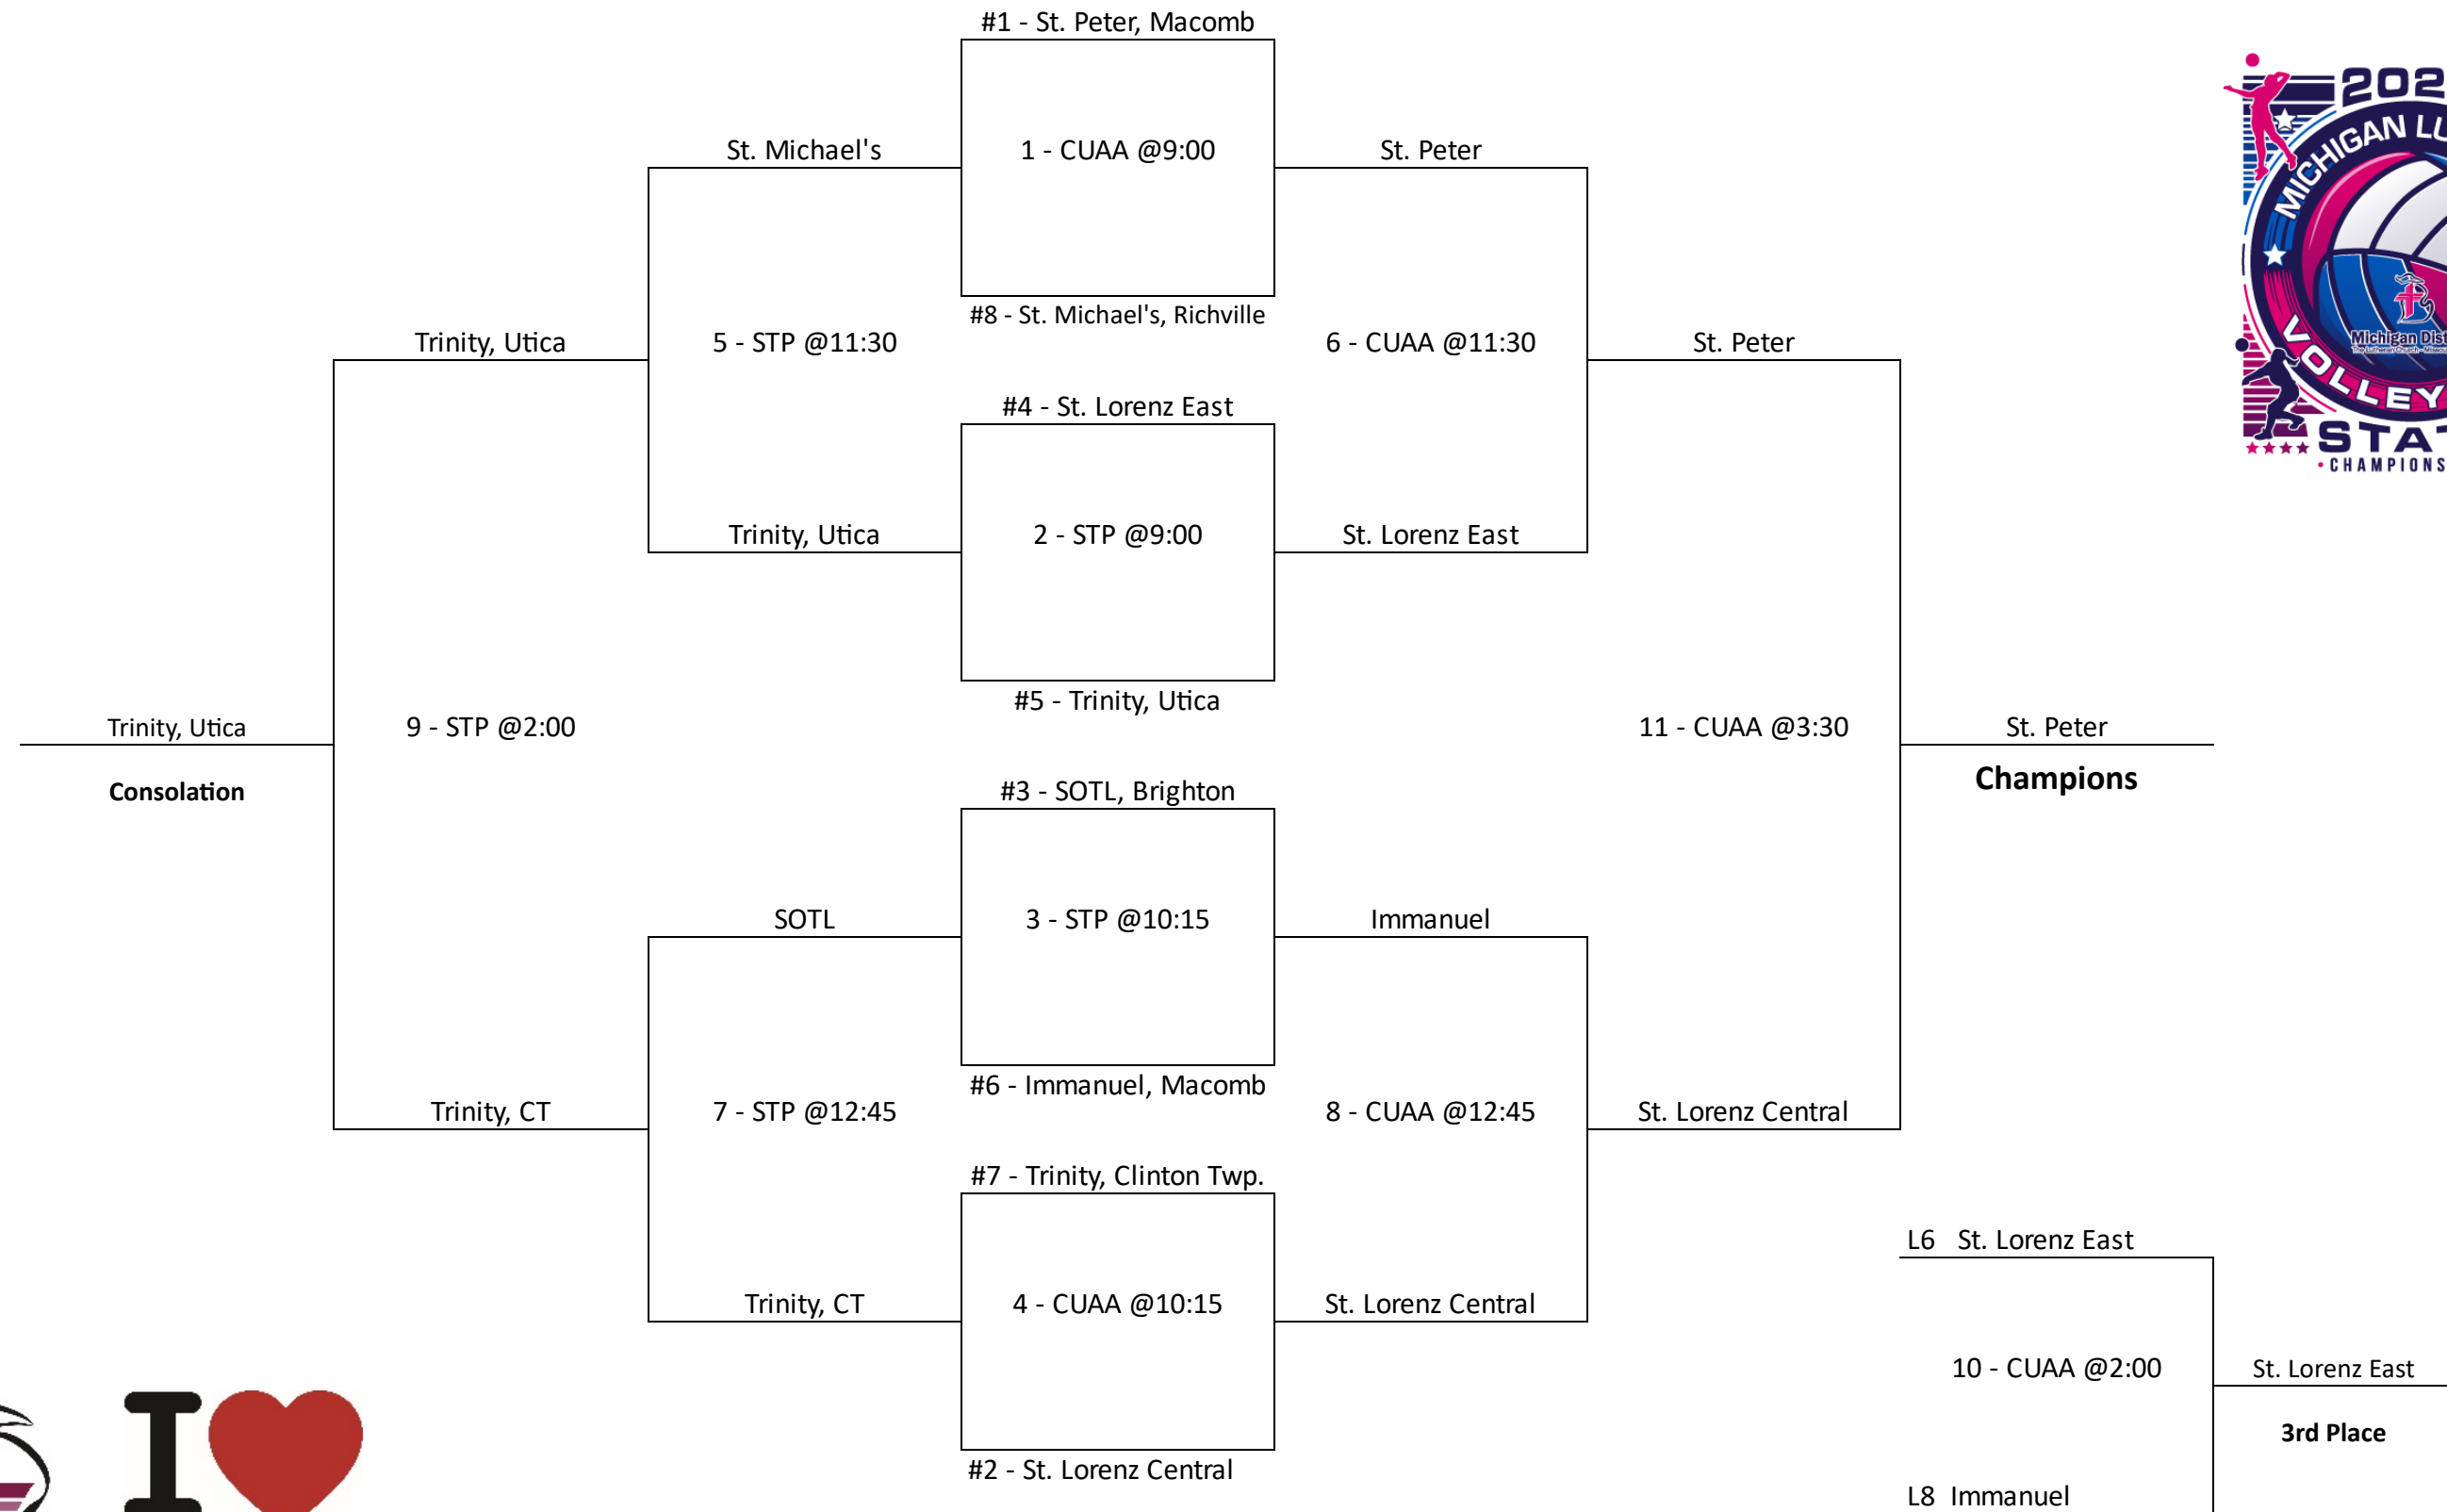 #1 - St. Peter, Macomb
St. Michael's
1 - CUAA @9:00
St. Peter
#8 - St. Michael's, Richville
Trinity, Utica
5 - STP @11:30
6 - CUAA @11:30
St. Peter
#4 - St. Lorenz East
Trinity, Utica
2 - STP @9:00
St. Lorenz East
#5 - Trinity, Utica
Trinity, Utica
9 - STP @2:00
11 - CUAA @3:30
St. Peter
Consolation
#3 - SOTL, Brighton
Champions
SOTL
3 - STP @10:15
Immanuel
#6 - Immanuel, Macomb
Trinity, CT
7 - STP @12:45
8 - CUAA @12:45
St. Lorenz Central
#7 - Trinity, Clinton Twp.
L6 St. Lorenz East
Trinity, CT
4 - CUAA @10:15
St. Lorenz Central
10 - CUAA @2:00
St. Lorenz East
3rd Place
#2 - St. Lorenz Central
L8 Immanuel
202
MICHIGAN LU
Michigan Dist
VOLLEY
STAT
CHAMPIONS
I